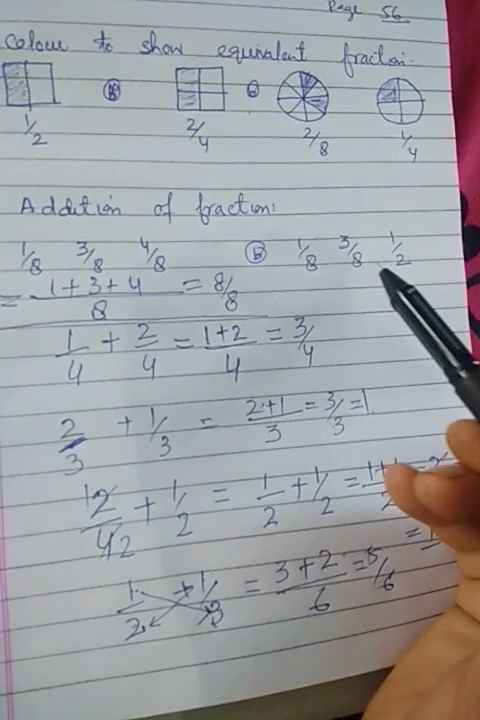 Page 56
Colour to show equivalent fraction.
1/2 2/4 2/8 1/4
Addition of fraction:
1/8 3/8 4/8 (B) 1/8 3/8 1/2
= (1+3+4)/8 = 8/8
1/4 + 2/4 = (1+2)/4 = 3/4
2/3 + 1/3 = (2+1)/3 = 3/3 = 1
2/4 + 1/2 = 1/2 + 1/2 =
1/2 + 1/3 = (3+2)/6 = 5/6